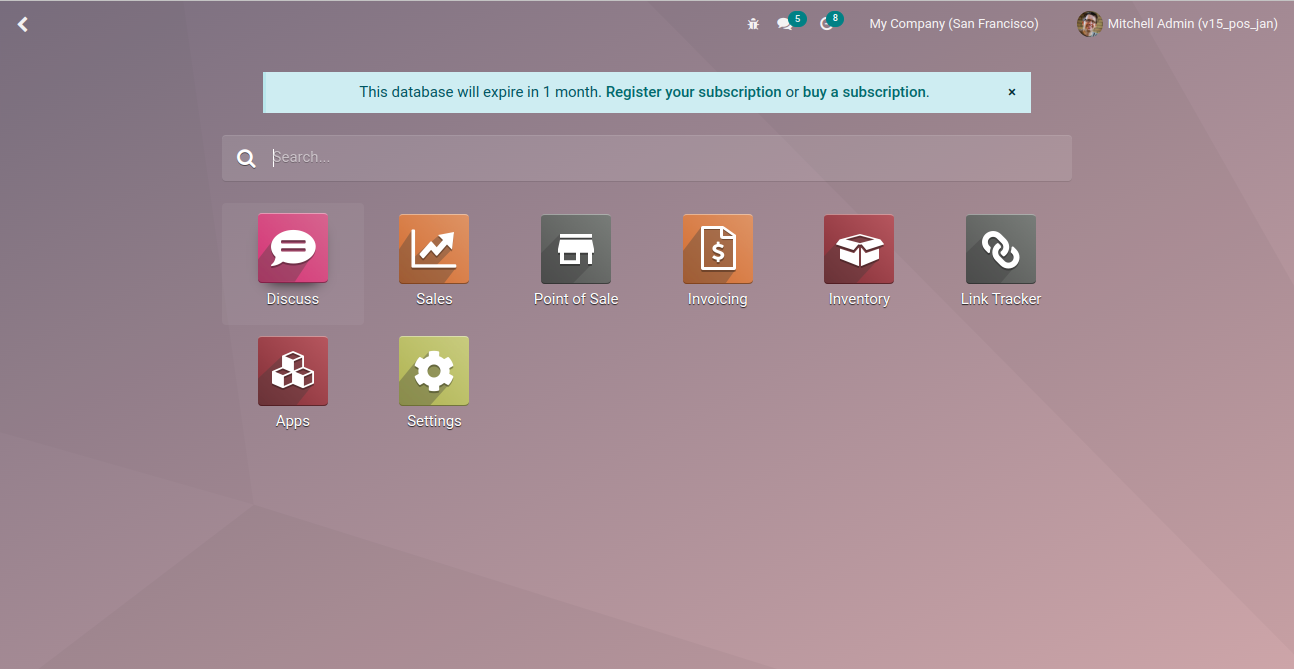 5 8 My Company (San Francisco) Mitchell Admin (v15_pos_jan)
This database will expire in 1 month. Register your subscription or buy a subscription. ×
Search...
Discuss Sales Point of Sale Invoicing Inventory Link Tracker
Apps Settings